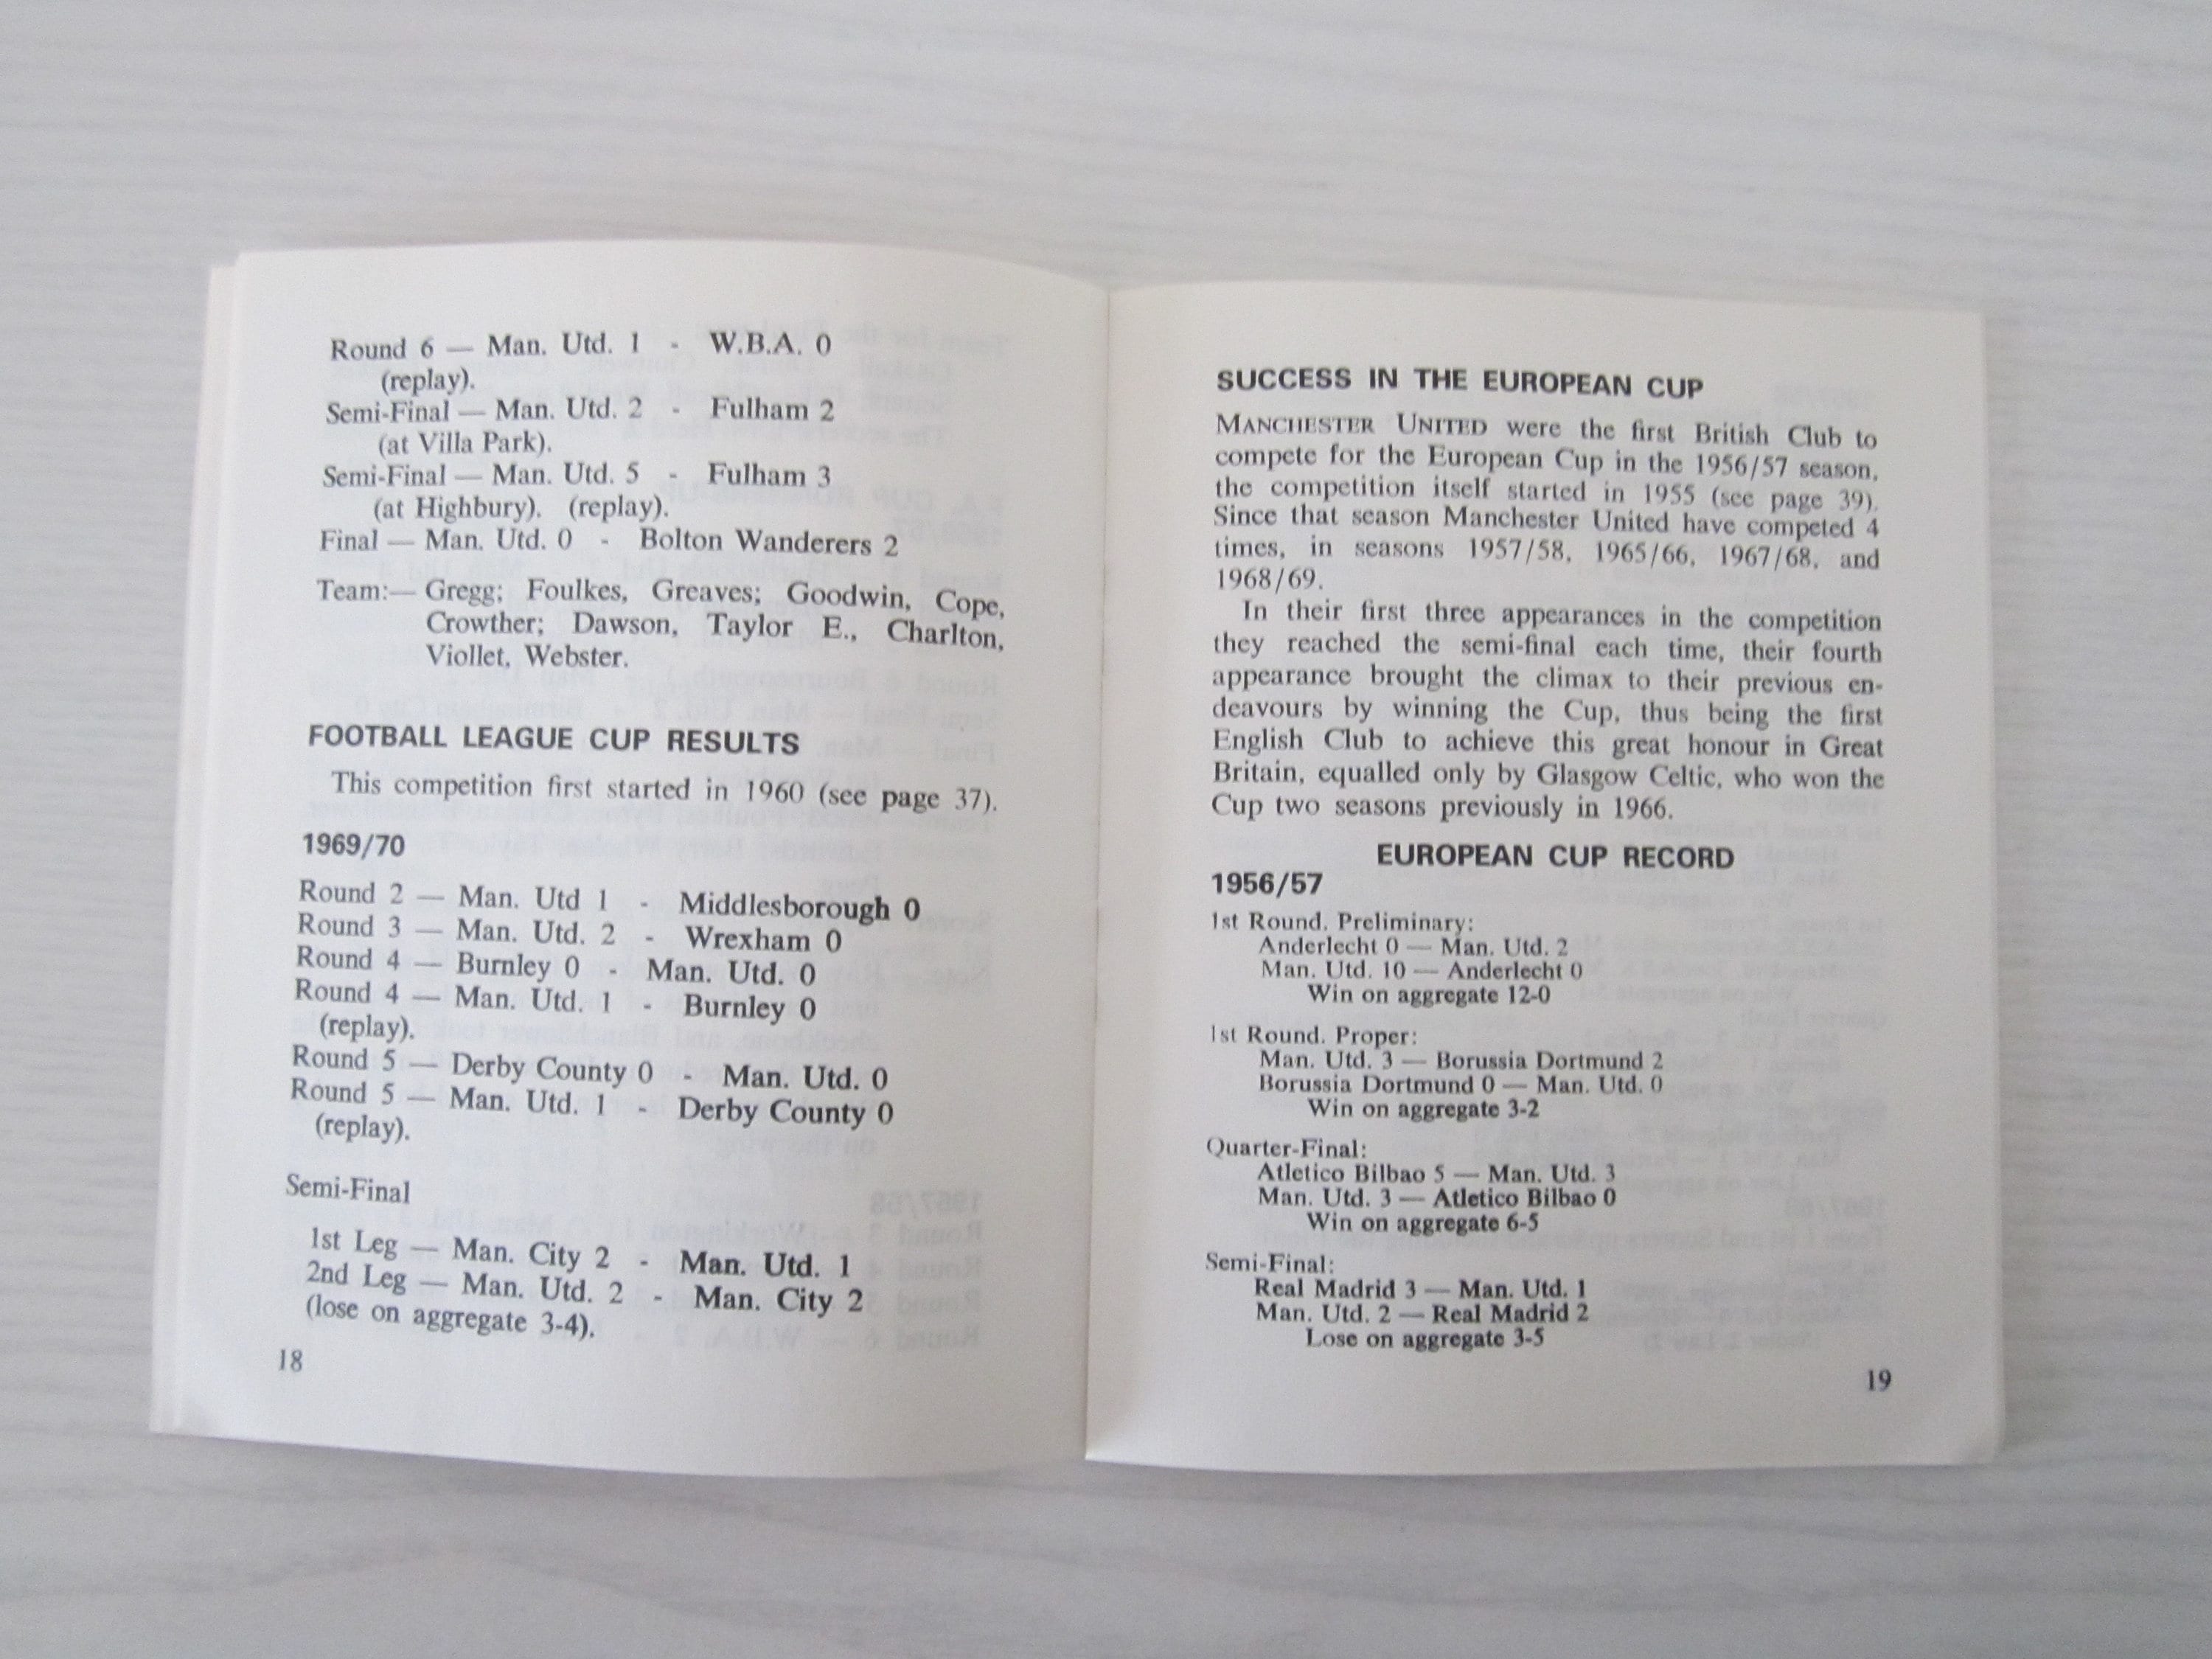 Round 6 — Man. Utd. 1 - W.B.A. 0
(replay).
Semi-Final — Man. Utd. 2 - Fulham 2
(at Villa Park).
Semi-Final — Man. Utd. 5 - Fulham 3
(at Highbury). (replay).
Final — Man. Utd. 0 - Bolton Wanderers 2
Team:— Gregg; Foulkes, Greaves; Goodwin, Cope,
Crowther; Dawson, Taylor E., Charlton,
Viollet, Webster.
FOOTBALL LEAGUE CUP RESULTS
This competition first started in 1960 (see page 37).
1969/70
Round 2 — Man. Utd 1 - Middlesborough 0
Round 3 — Man. Utd. 2 - Wrexham 0
Round 4 — Burnley 0 - Man. Utd. 0
Round 4 — Man. Utd. 1 - Burnley 0
(replay).
Round 5 — Derby County 0 - Man. Utd. 0
Round 5 — Man. Utd. 1 - Derby County 0
(replay).
Semi-Final
1st Leg — Man. City 2 - Man. Utd. 1
2nd Leg — Man. Utd. 2 - Man. City 2
(lose on aggregate 3-4).
18
SUCCESS IN THE EUROPEAN CUP
MANCHESTER UNITED were the first British Club to
compete for the European Cup in the 1956/57 season,
the competition itself started in 1955 (see page 39).
Since that season Manchester United have competed 4
times, in seasons 1957/58, 1965/66, 1967/68, and
1968/69.
In their first three appearances in the competition
they reached the semi-final each time, their fourth
appearance brought the climax to their previous en-
deavours by winning the Cup, thus being the first
English Club to achieve this great honour in Great
Britain, equalled only by Glasgow Celtic, who won the
Cup two seasons previously in 1966.
EUROPEAN CUP RECORD
1956/57
1st Round. Preliminary:
Anderlecht 0 — Man. Utd. 2
Man. Utd. 10 — Anderlecht 0
Win on aggregate 12-0
1st Round. Proper:
Man. Utd. 3 — Borussia Dortmund 2
Borussia Dortmund 0 — Man. Utd. 0
Win on aggregate 3-2
Quarter-Final:
Atletico Bilbao 5 — Man. Utd. 3
Man. Utd. 3 — Atletico Bilbao 0
Win on aggregate 6-5
Semi-Final:
Real Madrid 3 — Man. Utd. 1
Man. Utd. 2 — Real Madrid 2
Lose on aggregate 3-5
19